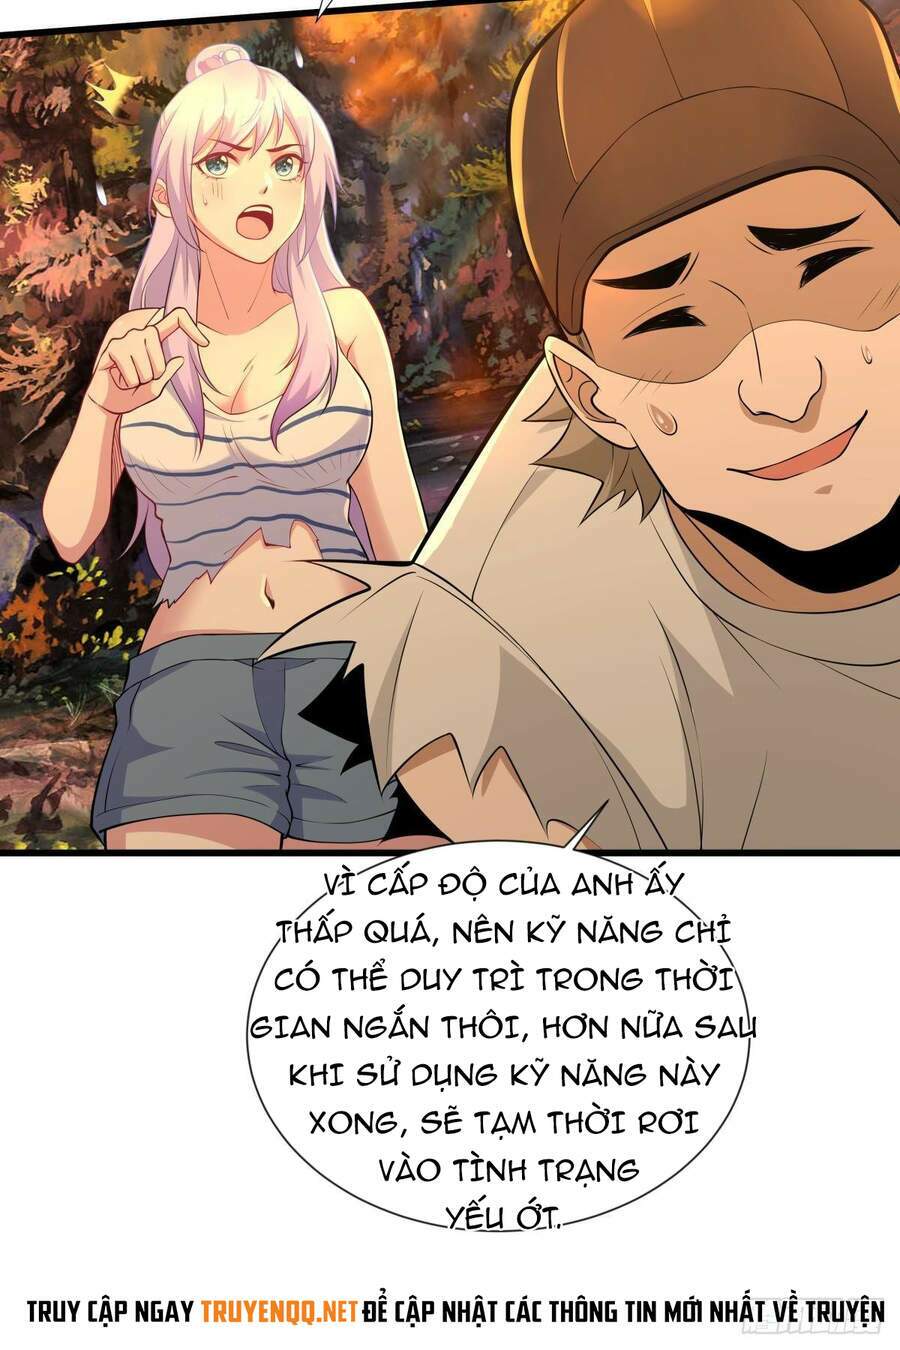 VÌ CẤP ĐỘ CỦA ANH ẤY
THẤP QUÁ, NÊN KỸ NĂNG CHỈ
CÓ THỂ DUY TRÌ TRONG THỜI
GIAN NGẮN THÔI, HƠN NỮA SAU
KHI SỬ DỤNG KỸ NĂNG NÀY
XONG, SẼ TẠM THỜI RƠI
VÀO TÌNH TRẠNG
YẾU ỚT.
TRUY CẬP NGAY TRUYENQQ.NET ĐỂ CẬP NHẬT CÁC THÔNG TIN MỚI NHẤT VỀ TRUYỆN